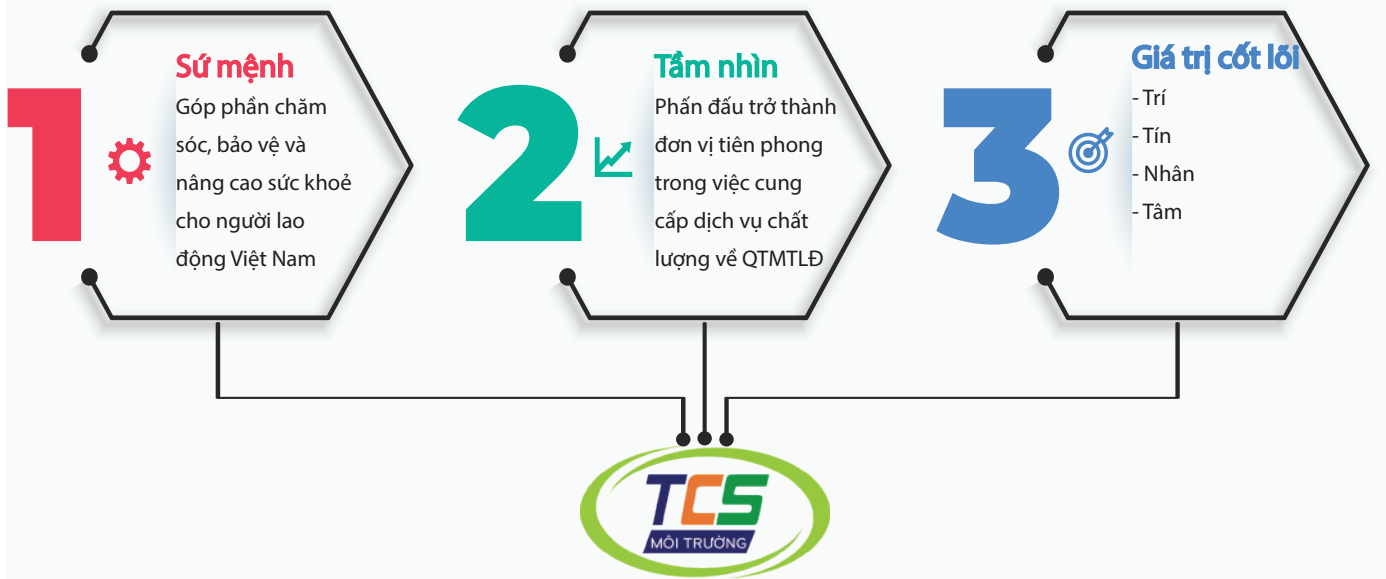 1
Sứ mệnh
Góp phần chăm
sóc, bảo vệ và
nâng cao sức khoẻ
cho người lao
động Việt Nam
2
Tầm nhìn
Phấn đấu trở thành
đơn vị tiên phong
trong việc cung
cấp dịch vụ chất
lượng về QTMTLĐ
3
Giá trị cốt lõi
- Trí
- Tín
- Nhân
- Tâm
TCS
MÔI TRƯỜNG